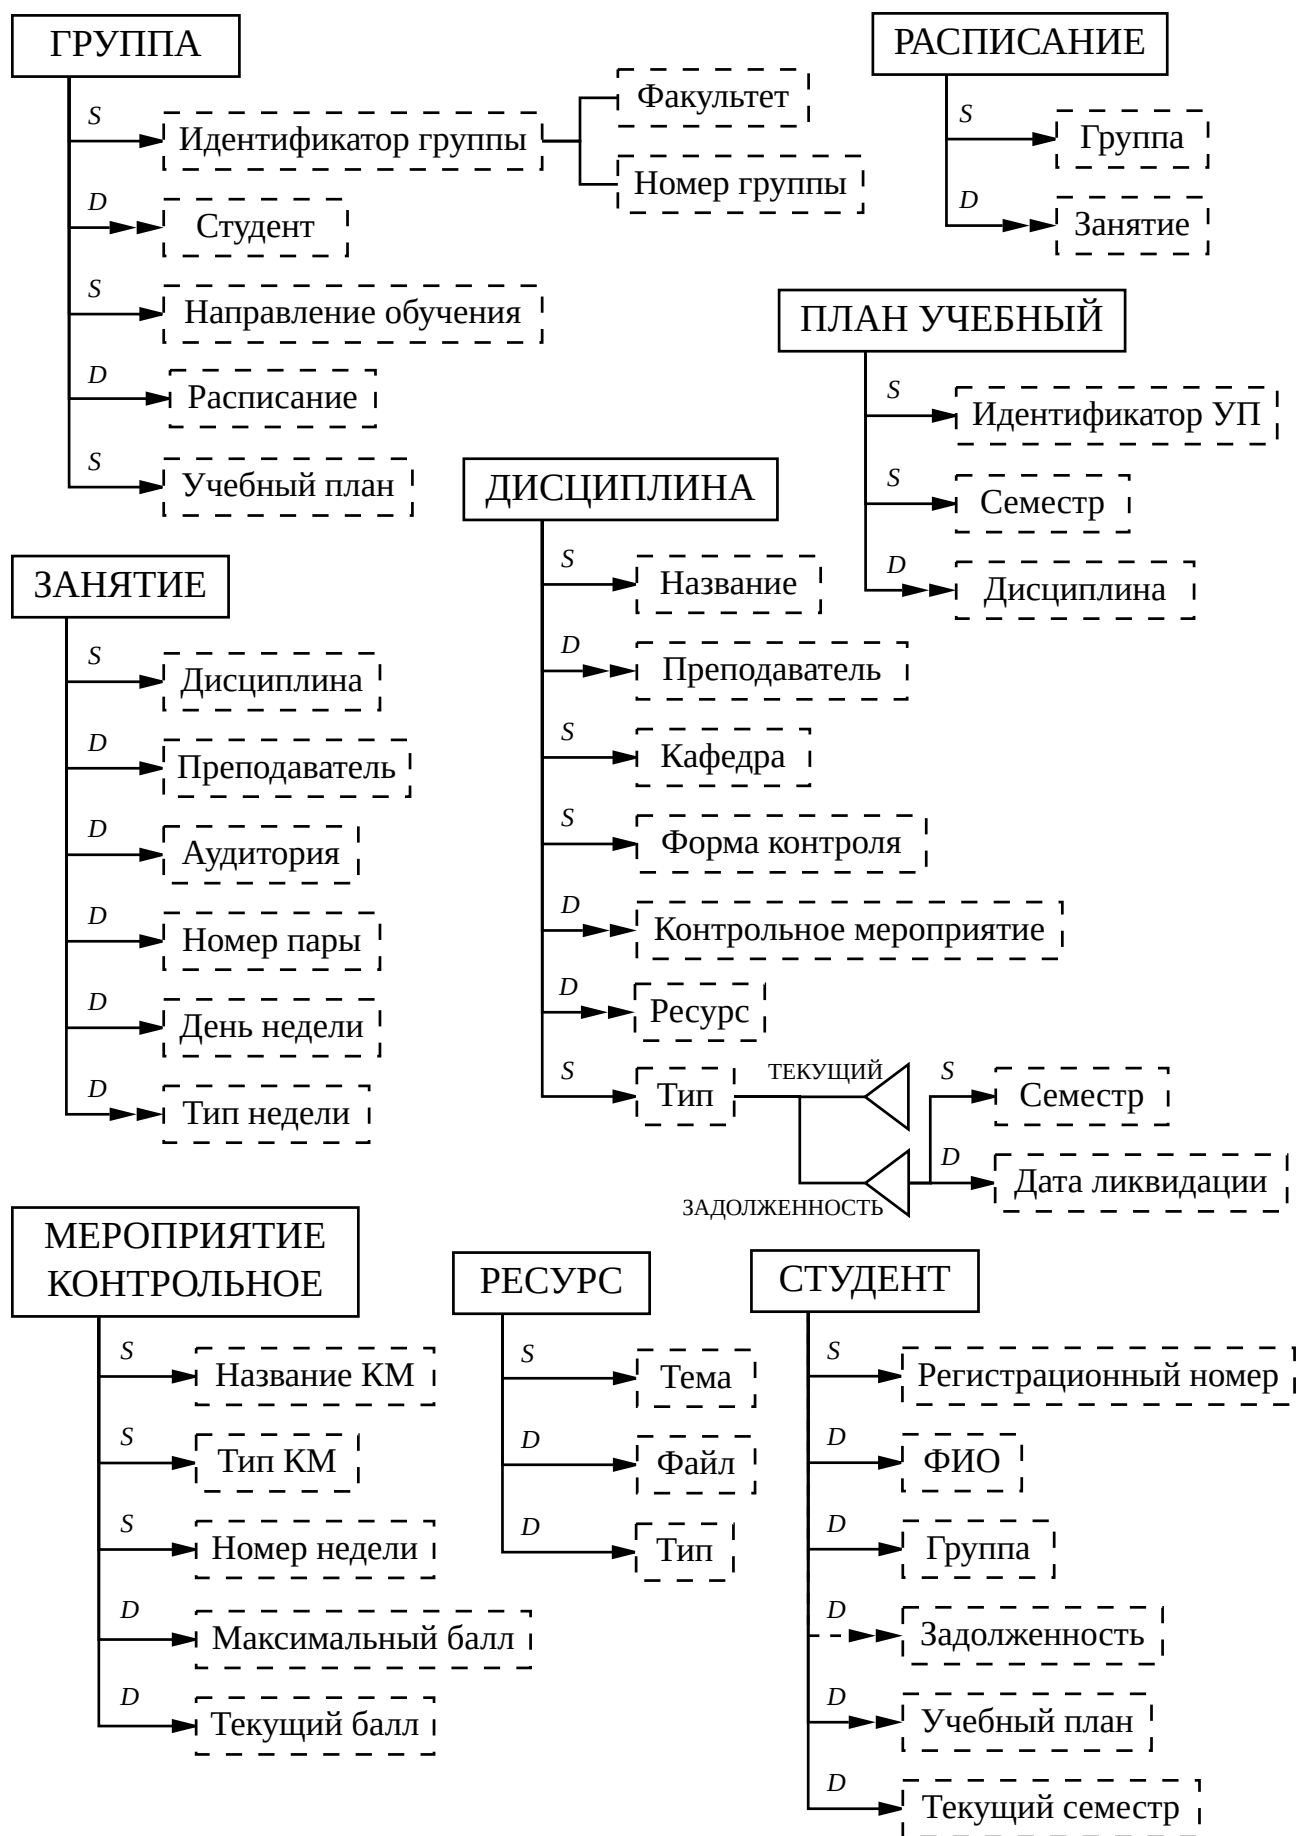 ГРУППА
S
Идентификатор группы
Факультет
Номер группы
D
Студент
S
Направление обучения
D
Расписание
S
Учебный план
РАСПИСАНИЕ
S
Группа
D
Занятие
ПЛАН УЧЕБНЫЙ
S
Идентификатор УП
S
Семестр
D
Дисциплина
ЗАНЯТИЕ
S
Дисциплина
D
Преподаватель
D
Аудитория
D
Номер пары
D
День недели
D
Тип недели
ДИСЦИПЛИНА
S
Название
D
Преподаватель
S
Кафедра
S
Форма контроля
D
Контрольное мероприятие
D
Ресурс
S
Тип
ТЕКУЩИЙ
ЗАДОЛЖЕННОСТЬ
S
Семестр
D
Дата ликвидации
МЕРОПРИЯТИЕ
КОНТРОЛЬНОЕ
S
Название КМ
S
Тип КМ
S
Номер недели
D
Максимальный балл
D
Текущий балл
РЕСУРС
S
Тема
D
Файл
D
Тип
СТУДЕНТ
S
Регистрационный номер
D
ФИО
D
Группа
D
Задолженность
D
Учебный план
D
Текущий семестр